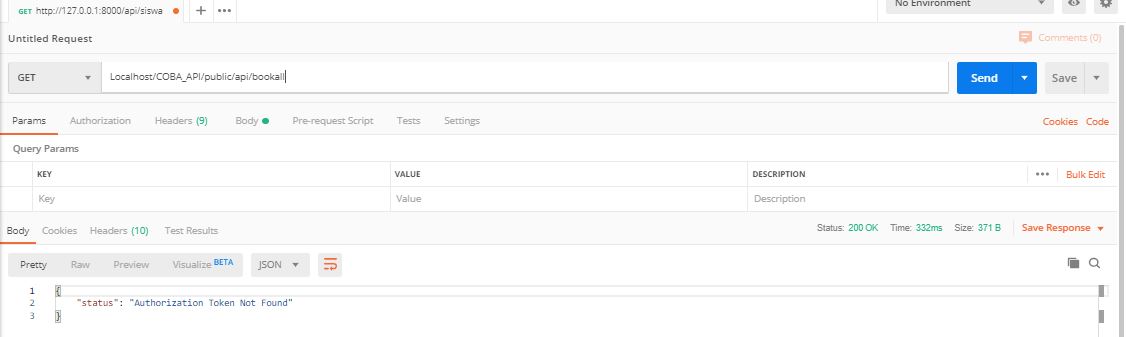 GET http://127.0.0.1:8000/api/siswa + ••• No Environment
Untitled Request Comments (0)
GET Localhost/COBA_API/public/api/bookall Send Save
Params Authorization Headers (9) Body Pre-request Script Tests Settings Cookies Code
Query Params
KEY VALUE DESCRIPTION ••• Bulk Edit
Key Value Description
Body Cookies Headers (10) Test Results Status: 200 OK Time: 332ms Size: 371 B Save Response
Pretty Raw Preview Visualize BETA JSON
1 {
2 "status": "Authorization Token Not Found"
3 }